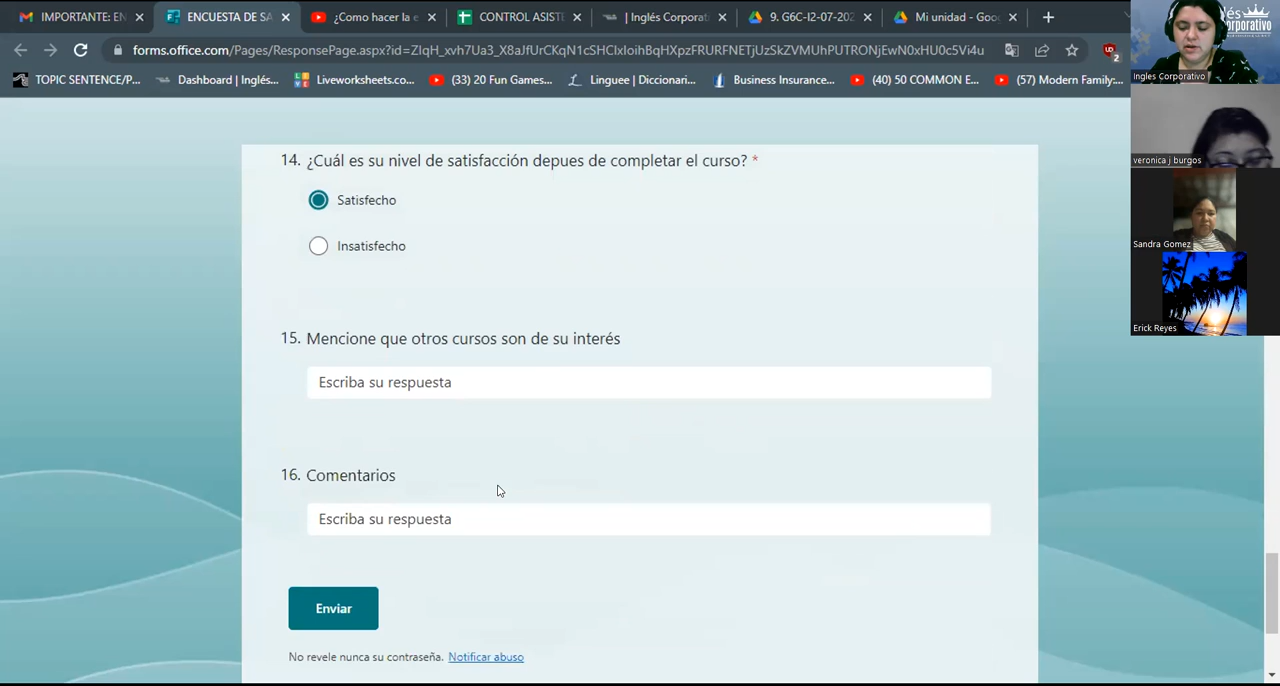 IMPORTANTE: EN
ENCUESTA DE SA
¿Como hacer la e
CONTROL ASISTE
| Inglés Corporati
9. G6C-I2-07-202
Mi unidad - Goo
forms.office.com/Pages/ResponsePage.aspx?id=ZIqH_xvh7Ua3_X8aJfUrCKqN1cSHCIxIoihBqHXpzFRURFNETjUzSkZVMUhPUTRONjEwN0xHU0c5Vi4u
2
TOPIC SENTENCE/P...
Dashboard | Inglés...
Liveworksheets.co...
(33) 20 Fun Games...
Linguee | Diccionari...
Business Insurance...
(40) 50 COMMON E...
(57) Modern Family:...
Ingles Corporativo
veronica j burgos
Sandra Gomez
Erick Reyes
14. ¿Cuál es su nivel de satisfacción depues de completar el curso? *
Satisfecho
Insatisfecho
15. Mencione que otros cursos son de su interés
Escriba su respuesta
16. Comentarios
Escriba su respuesta
Enviar
No revele nunca su contraseña. Notificar abuso